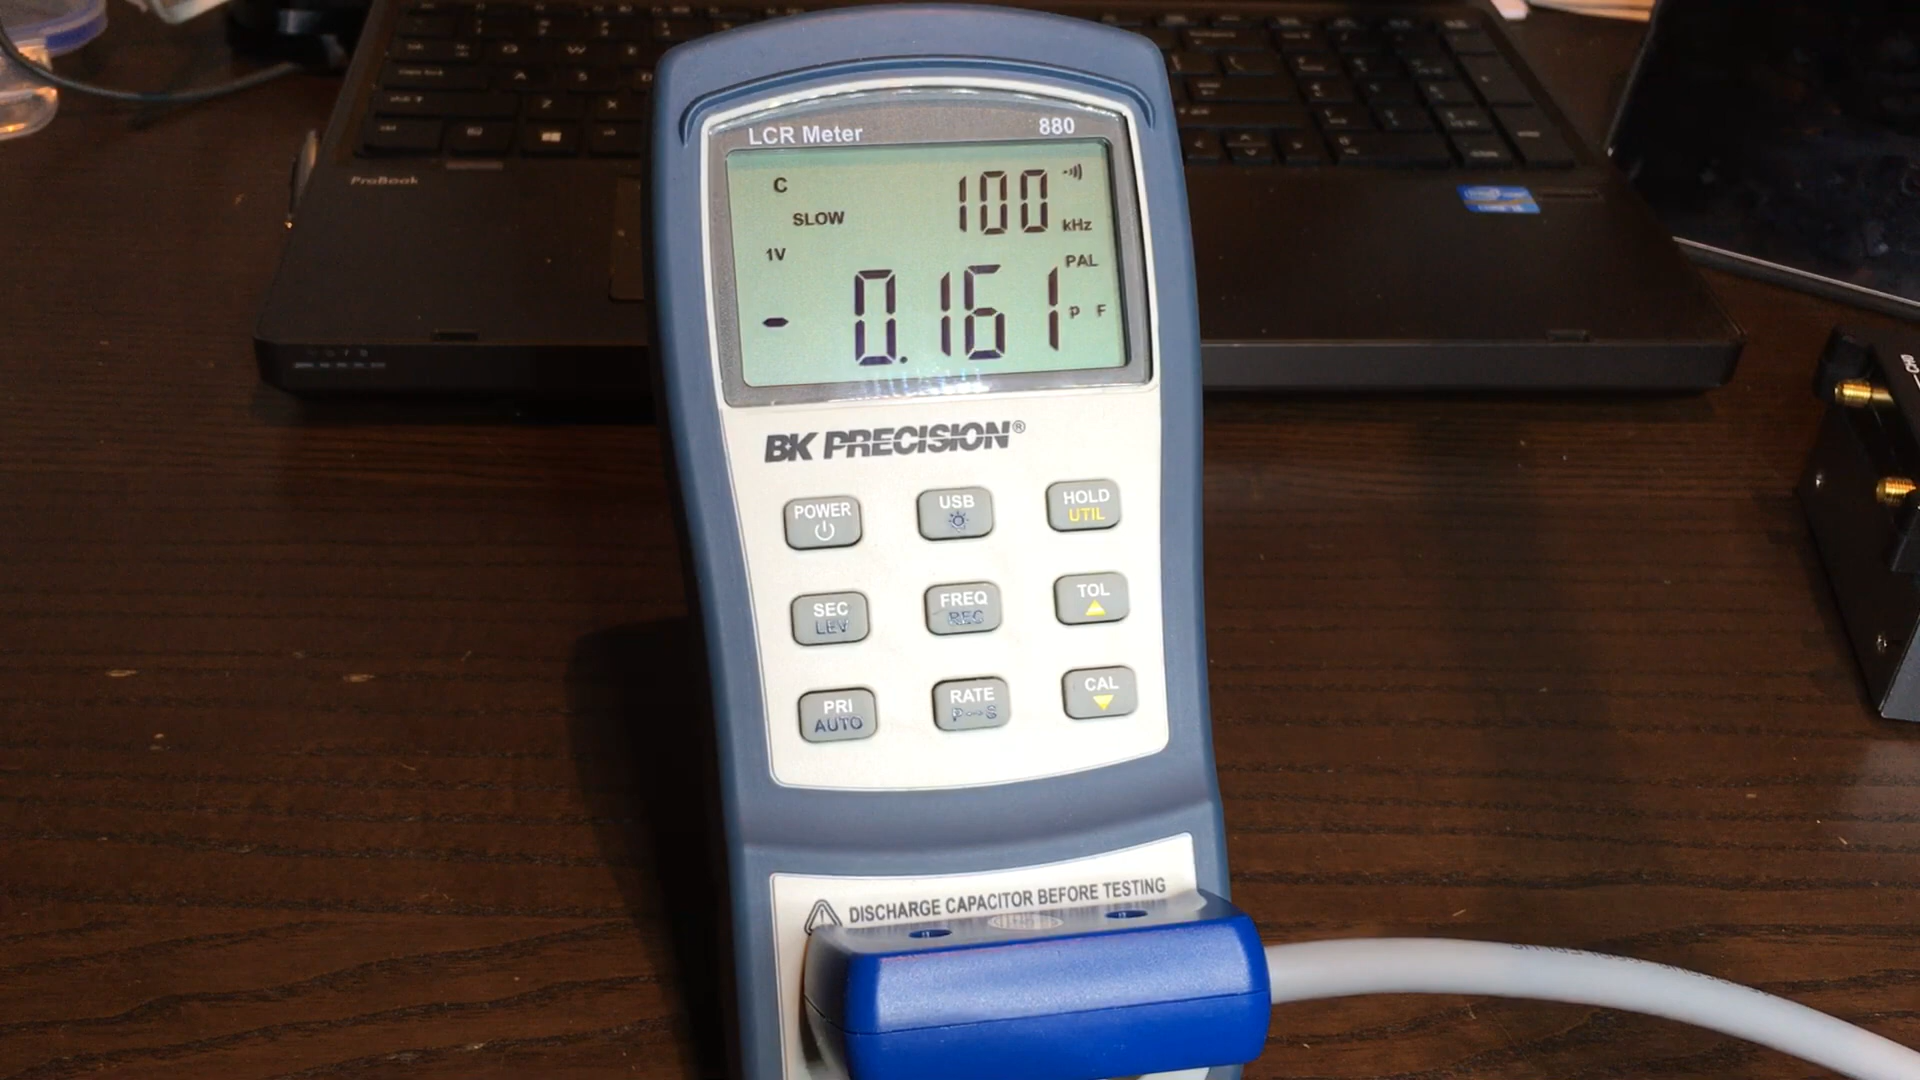 LCR Meter 880
C 100
SLOW kHz
1V PAL
- 0.161 p F
BK PRECISION®
POWER
USB
HOLD
UTIL
SEC
LEV
FREQ
REC
TOL
PRI
AUTO
RATE
P↔S
CAL
DISCHARGE CAPACITOR BEFORE TESTING
ProBook